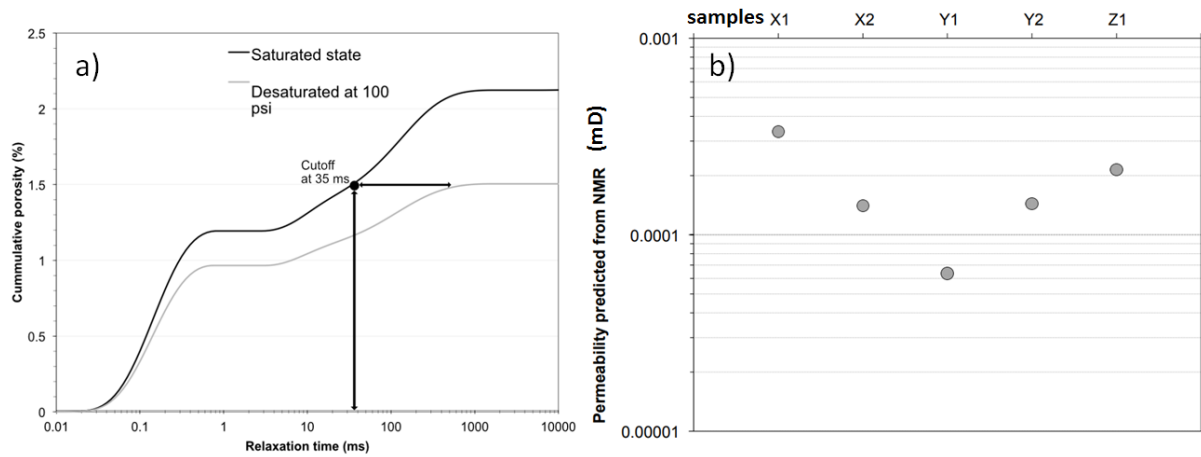 a)
2.5
2
1.5
1
0.5
0
Cummulative porosity (%)
Saturated state
Desaturated at 100
psi
Cutoff
at 35 ms
0.01 0.1 1 10 100 1000 10000
Relaxation time (ms)
b)
samples X1 X2 Y1 Y2 Z1
0.001
0.0001
0.00001
Permeability predicted from NMR (mD)